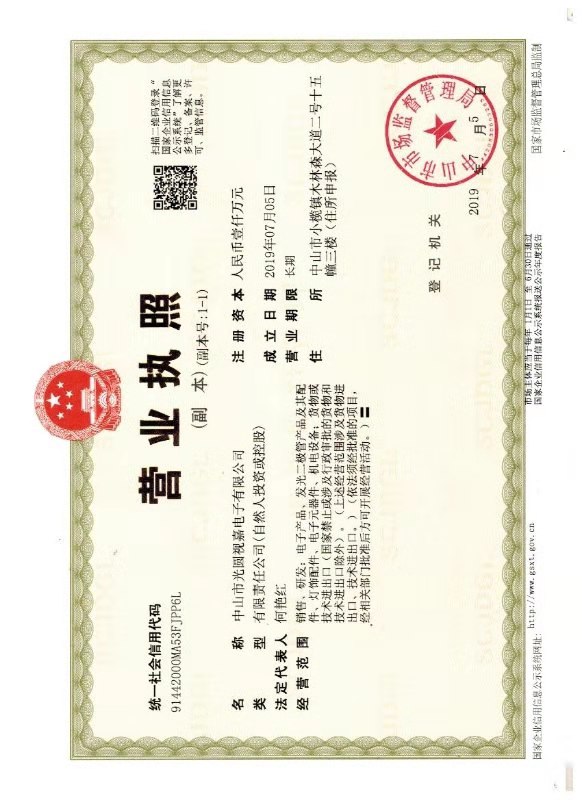 统一社会信用代码
91442000MA53FJPP6L
营业执照
(副 本)(副本号:1-1)
扫描二维码登录“
国家企业信用信息
公示系统”了解更
多登记、备案、许
可、监管信息。
名 称 中山市光圆视嘉电子有限公司
类 型 有限责任公司(自然人投资或控股)
法定代表人 何艳红
经营范围 销售、研发:电子产品、发光二极管产品及其配
件、灯饰配件、电子元器件、机电设备;货物或
技术进出口(国家禁止或涉及行政审批的货物和
技术进出口除外)。(上述经营范围涉及货物进
出口、技术进出口。)(依法须经批准的项目,
经相关部门批准后方可开展经营活动。)
注册资本 人民币壹仟万元
成立日期 2019年07月05日
营业期限 长期
住 所 中山市小榄镇木林森大道二号十五
幢三楼(住所申报)
登记机关
中山市市场监督管理局
2019 年 月 5 日
国家企业信用信息公示系统网址: http://www.gsxt.gov.cn
市场主体应当于每年 1月1日 至 6月30日通过
国家企业信用信息公示系统报送公示年度报告
国家市场监督管理总局监制